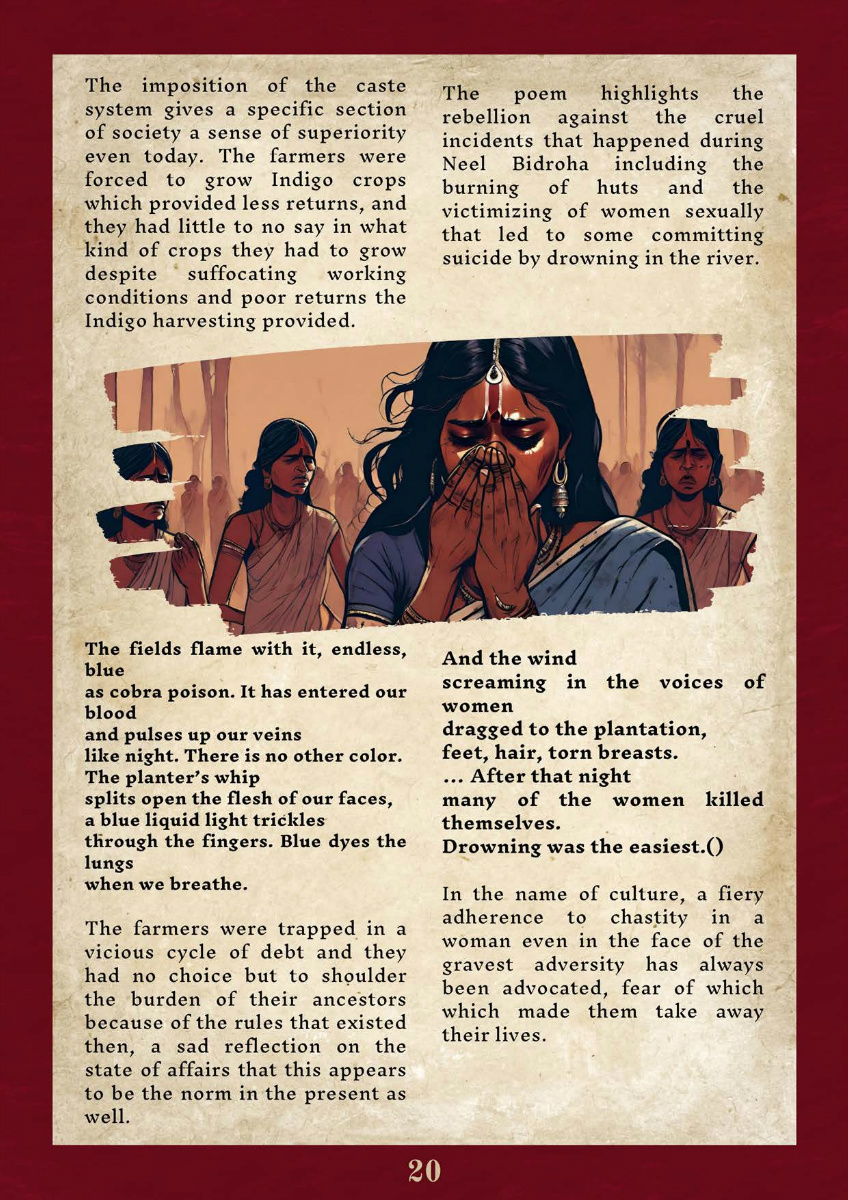 The imposition of the caste
system gives a specific section
of society a sense of superiority
even today. The farmers were
forced to grow Indigo crops
which provided less returns, and
they had little to no say in what
kind of crops they had to grow
despite suffocating working
conditions and poor returns the
Indigo harvesting provided.
The fields flame with it, endless,
blue
as cobra poison. It has entered our
blood
and pulses up our veins
like night. There is no other color.
The planter's whip
splits open the flesh of our faces,
a blue liquid light trickles
through the fingers. Blue dyes the
lungs
when we breathe.
The farmers were trapped in a
vicious cycle of debt and they
had no choice but to shoulder
the burden of their ancestors
because of the rules that existed
then, a sad reflection on the
state of affairs that this appears
to be the norm in the present as
well.
The poem highlights the
rebellion against the cruel
incidents that happened during
Neel Bidroha including the
burning of huts and the
victimizing of women sexually
that led to some committing
suicide by drowning in the river.
And the wind
screaming in the voices of
women
dragged to the plantation,
feet, hair, torn breasts.
... After that night
many of the women killed
themselves.
Drowning was the easiest.()
In the name of culture, a fiery
adherence to chastity in a
woman even in the face of the
gravest adversity has always
been advocated, fear of which
which made them take away
their lives.
20